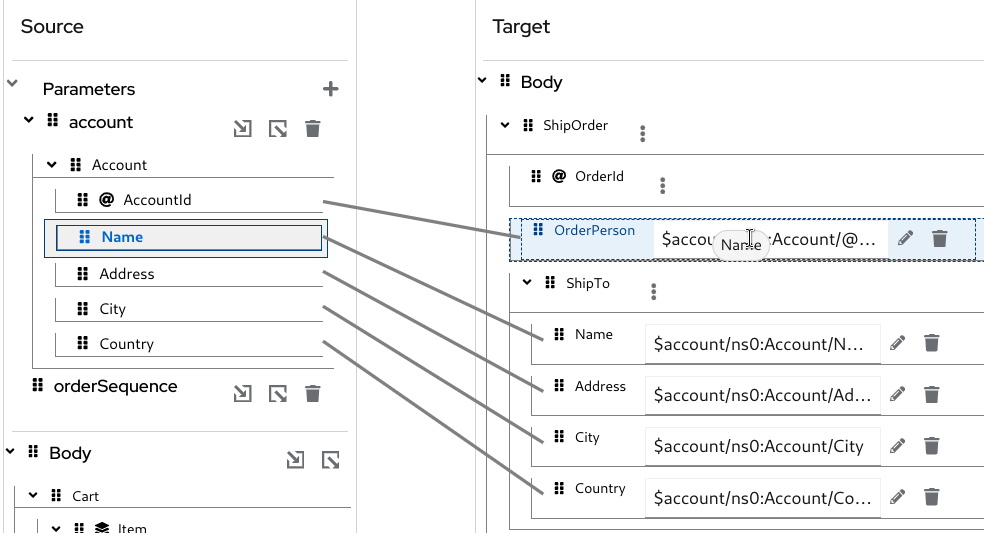 Source
Parameters
account
Account
@ AccountId
Name
Address
City
Country
orderSequence
Body
Cart
Item
Target
Body
ShipOrder
@ OrderId
OrderPerson
$accou :Account/@...
Name
ShipTo
Name
$account/ns0:Account/N...
Address
$account/ns0:Account/Ad...
City
$account/ns0:Account/City
Country
$account/ns0:Account/Co...